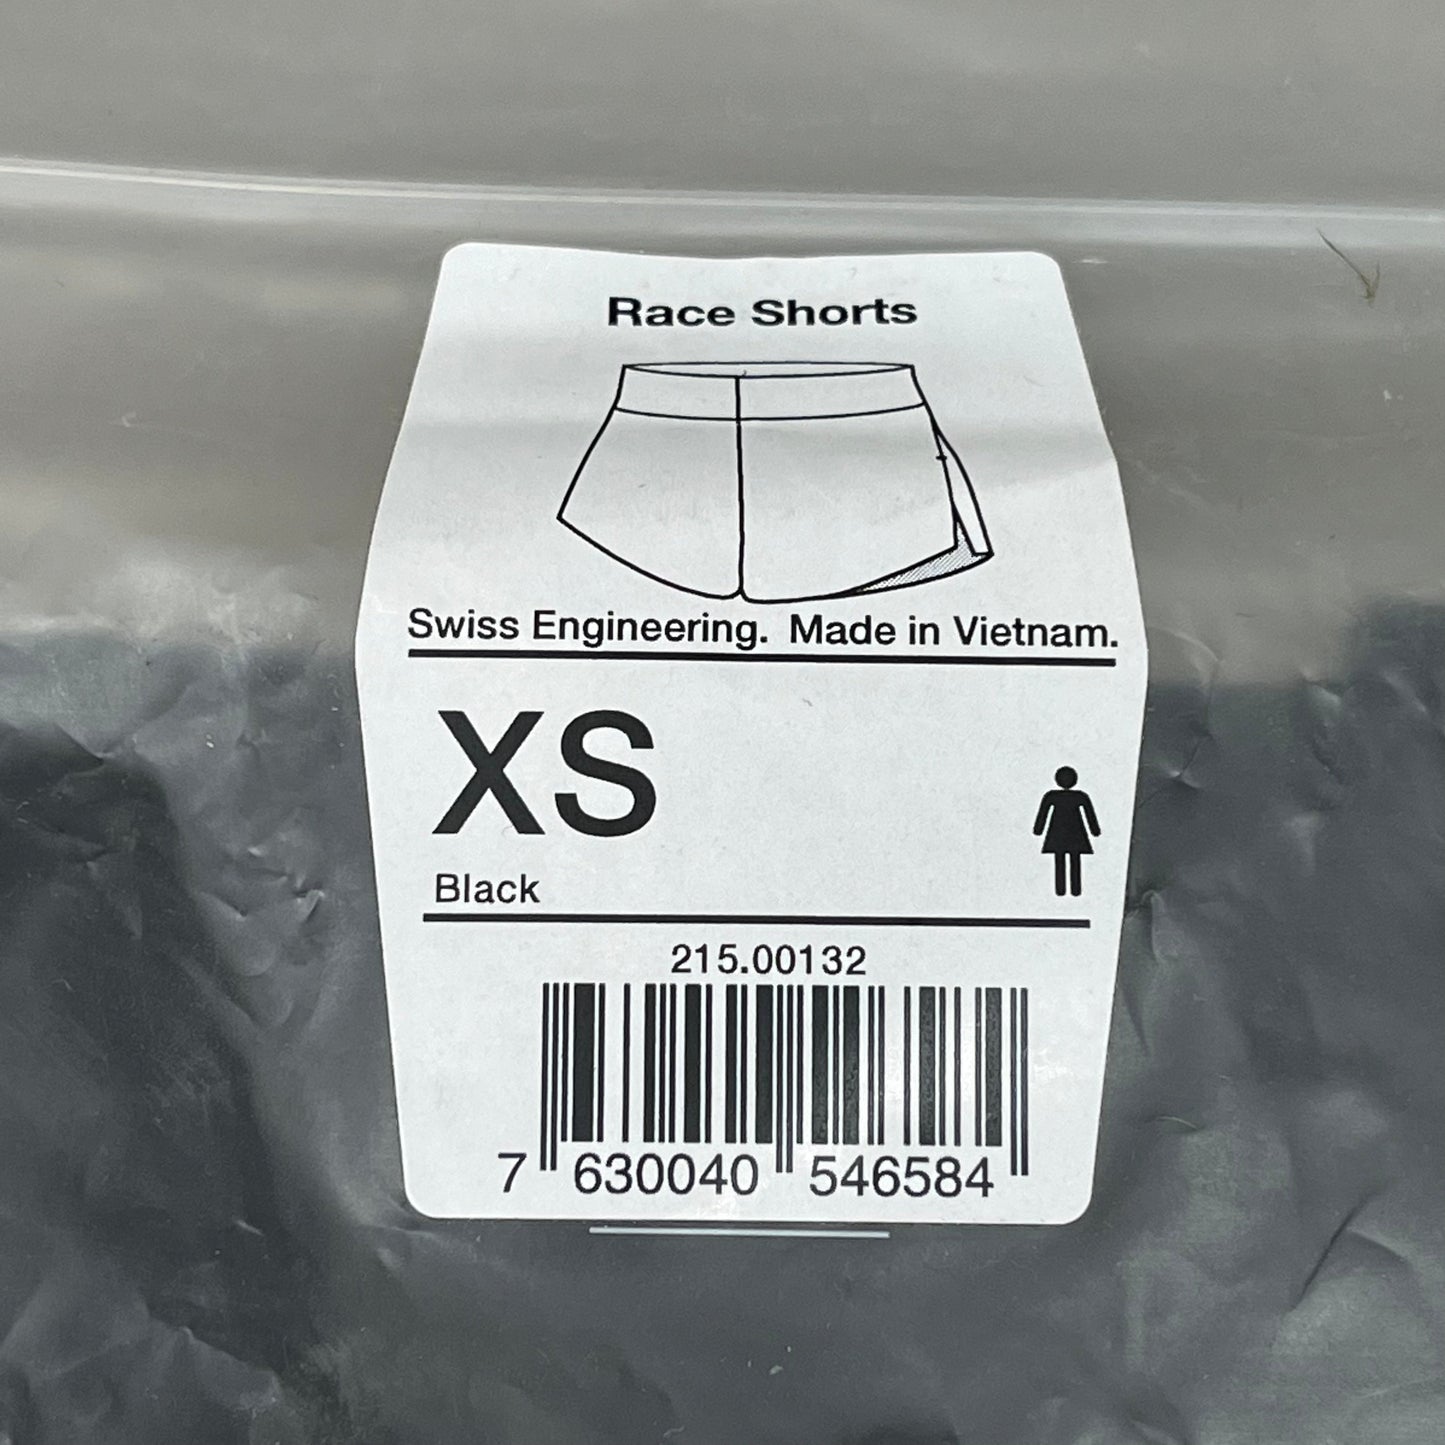 Race Shorts
Swiss Engineering. Made in Vietnam.
XS
Black
215.00132
7 630040 546584